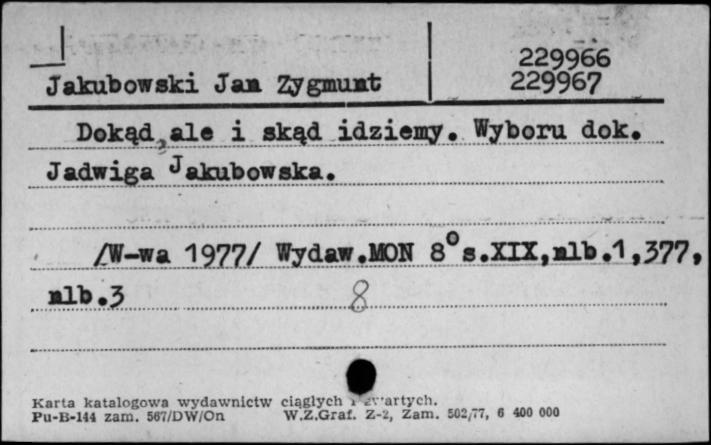 229966
Jakubowski Jan Zygmunt 229967
Dokąd, ale i skąd idziemy. Wyboru dok.
Jadwiga Jakubowska.
/W-wa 1977/ Wydaw.MON 8° s.XIX,nlb.1,377,
nlb.3 8
Karta katalogowa wydawnictw ciągłych i zwartych.
Pu-B-144 zam. 567/DW/On W.Z.Graf. Z-2, Zam. 502/77, 6 400 000